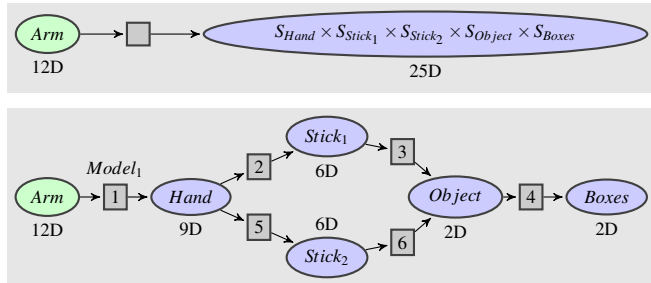 Arm
S_Hand × S_Stick₁ × S_Stick₂ × S_Object × S_Boxes
12D
25D
Model₁
Arm
1
Hand
2
Stick₁
3
5
Stick₂
6
Object
4
Boxes
12D
9D
6D
6D
2D
2D